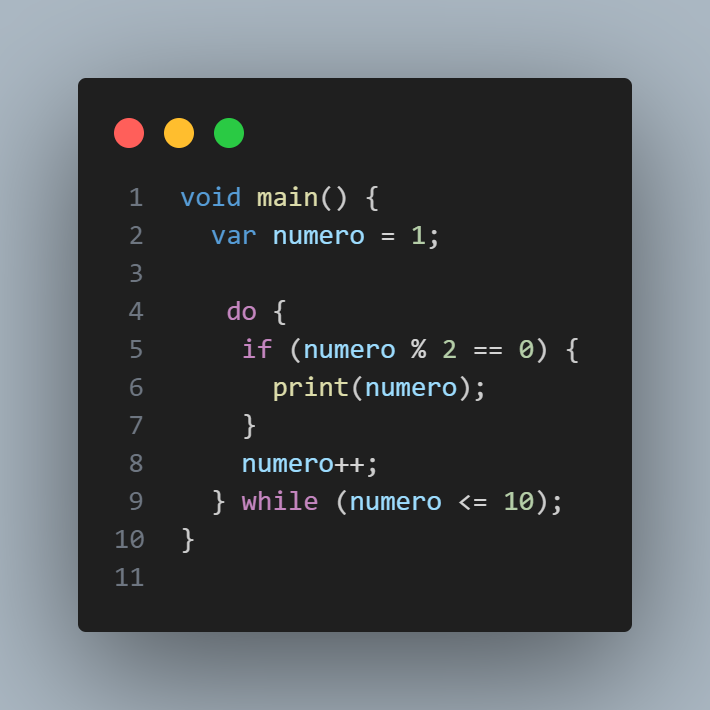 1 void main() {
2   var numero = 1;
3
4    do {
5     if (numero % 2 == 0) {
6       print(numero);
7     }
8     numero++;
9   } while (numero <= 10);
10 }
11